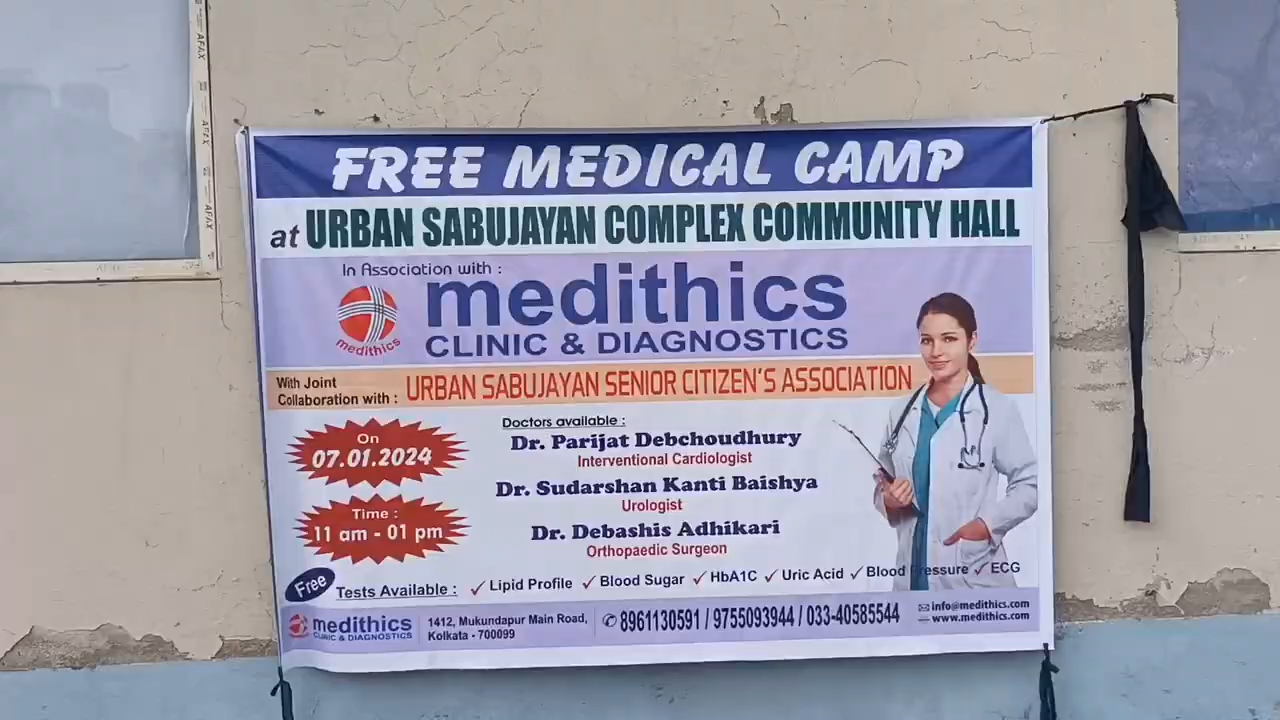 FREE MEDICAL CAMP
at URBAN SABUJAYAN COMPLEX COMMUNITY HALL
In Association with :
medithics
medithics
CLINIC & DIAGNOSTICS
With Joint
Collaboration with : URBAN SABUJAYAN SENIOR CITIZEN'S ASSOCIATION
On
07.01.2024
Time :
11 am - 01 pm
Doctors available :
Dr. Parijat Debchoudhury
Interventional Cardiologist
Dr. Sudarshan Kanti Baishya
Urologist
Dr. Debashis Adhikari
Orthopaedic Surgeon
Free Tests Available : ✓ Lipid Profile ✓ Blood Sugar ✓ HbA1C ✓ Uric Acid ✓ Blood Pressure ✓ ECG
medithics
CLINIC & DIAGNOSTICS
1412, Mukundapur Main Road,
Kolkata - 700099
8961130591 / 9755093944 / 033-40585544
info@medithics.com
www.medithics.com
AFAX
AFAX
AFAX
AFAX